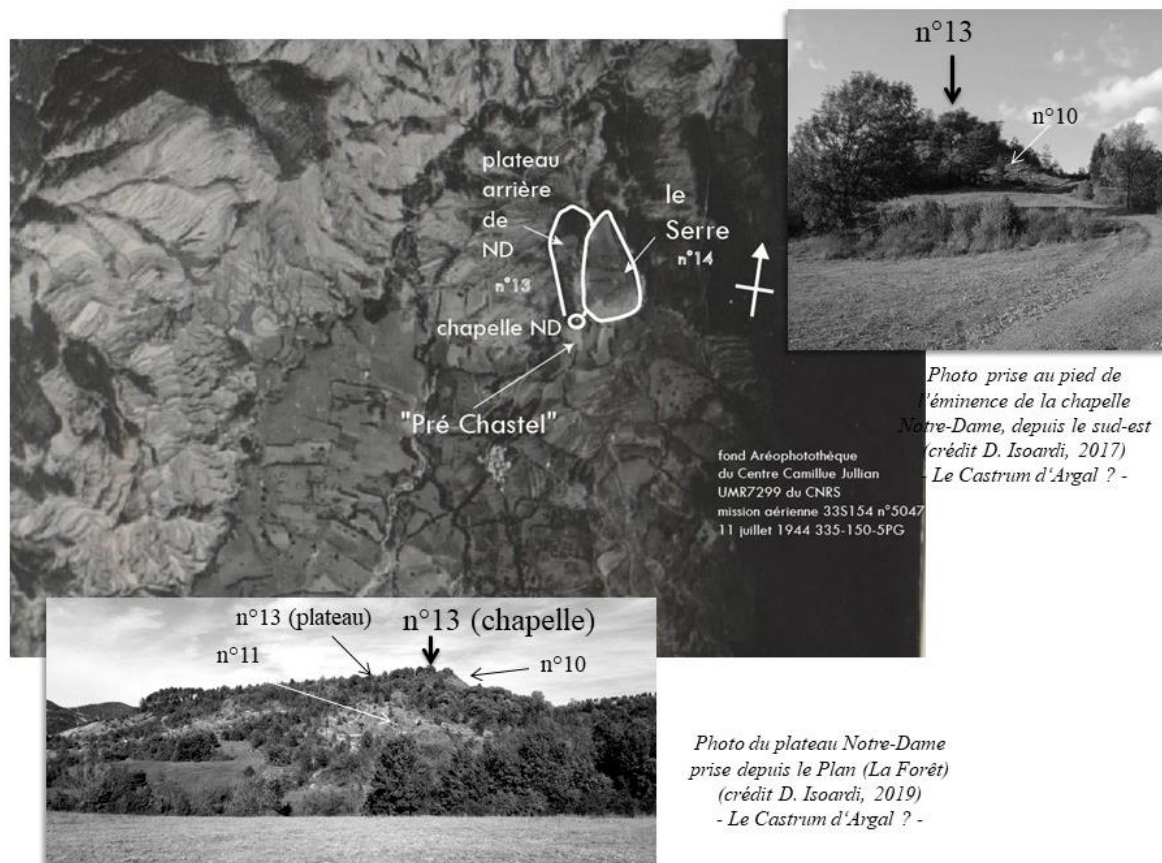 n°13
n°10
plateau
arrière
de
ND
n°13
le
Serre
n°14
chapelle ND
"Pré Chastel"
fond Aréophotothèque
du Centre Camillue Jullian
UMR7299 du CNRS
mission aérienne 33S154 n°5047
11 juillet 1944 335-150-5PG
Photo prise au pied de
l'éminence de la chapelle
Notre-Dame, depuis le sud-est
(crédit D. Isoardi, 2017)
- Le Castrum d'Argal ? -
n°13 (plateau)
n°13 (chapelle)
n°11
n°10
Photo du plateau Notre-Dame
prise depuis le Plan (La Forêt)
(crédit D. Isoardi, 2019)
- Le Castrum d'Argal ? -